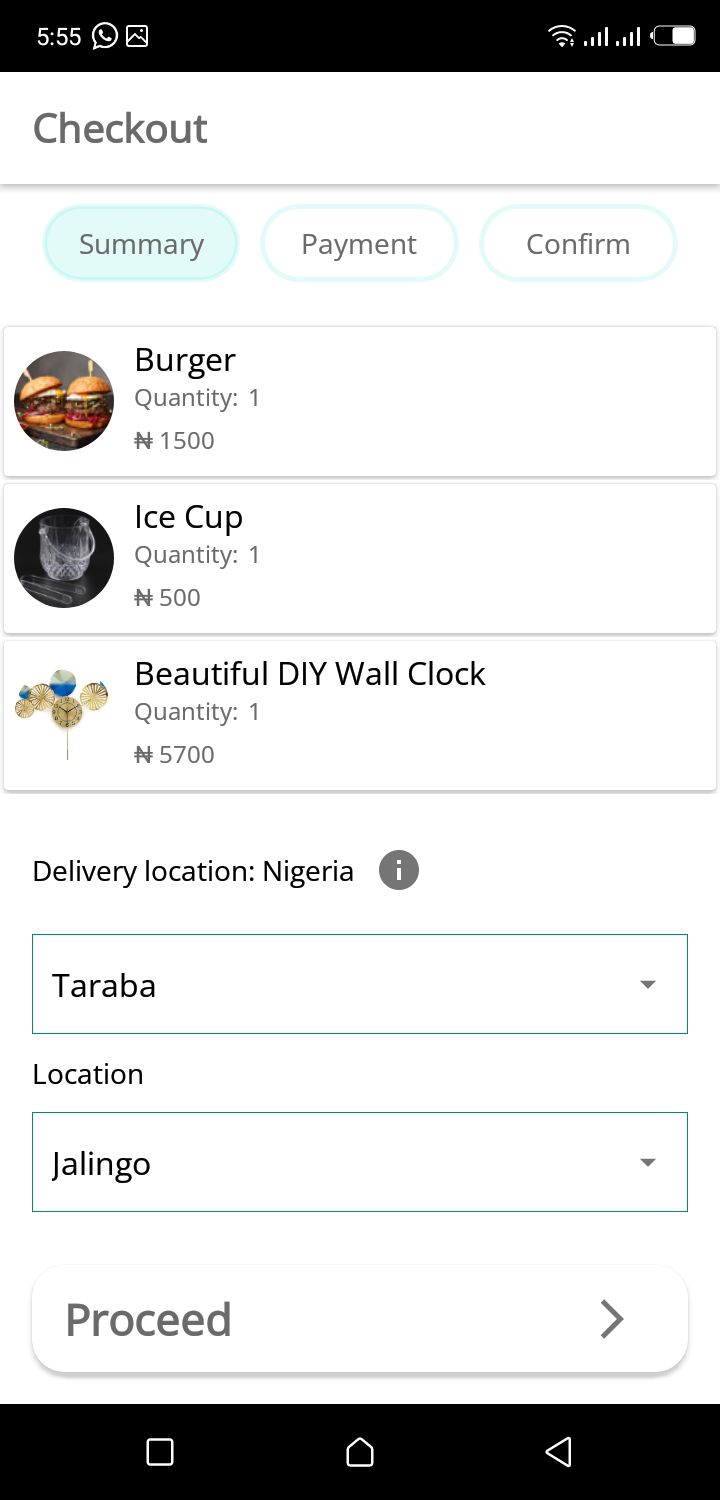 5:55
Checkout
Summary Payment Confirm
Burger
Quantity: 1
₦ 1500
Ice Cup
Quantity: 1
₦ 500
Beautiful DIY Wall Clock
Quantity: 1
₦ 5700
Delivery location: Nigeria
Taraba
Location
Jalingo
Proceed